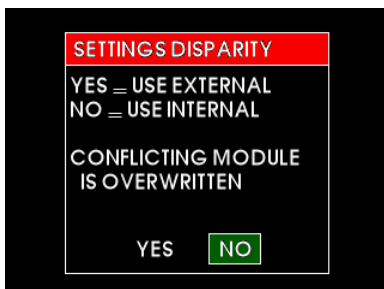 SETTINGS DISPARITY
YES = USE EXTERNAL
NO = USE INTERNAL
CONFLICTING MODULE
IS OVERWRITTEN
YES NO